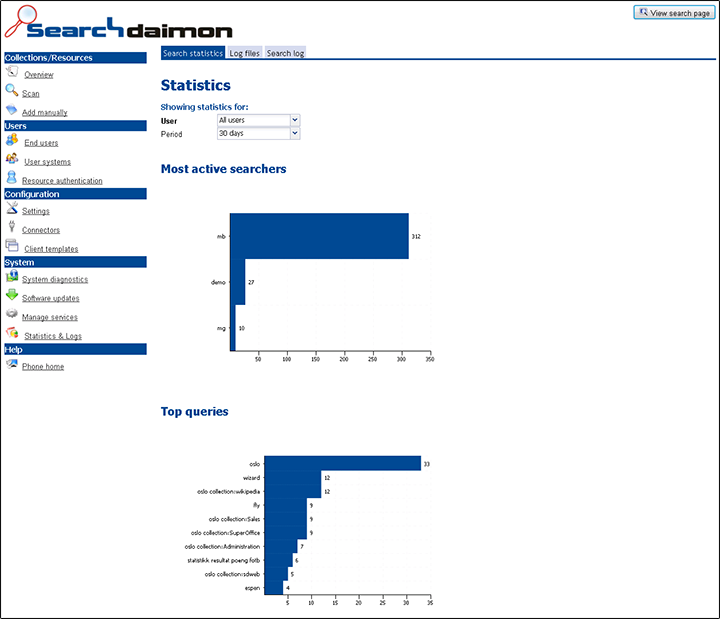 Searchdaimon
View search page
Collections/Resources
Overview
Scan
Add manually
Users
End users
User systems
Resource authentication
Configuration
Settings
Connectors
Client templates
System
System diagnostics
Software updates
Manage services
Statistics & Logs
Help
Phone home
Search statistics Log files Search log
Statistics
Showing statistics for:
User All users
Period 30 days
Most active searchers
mb 312
demo 27
mg 10
50 100 150 200 250 300 350
Top queries
oslo 33
wizard 12
oslo collection:wikipedia 12
fly 9
oslo collection:Sales 9
oslo collection:SuperOffice 9
oslo collection:Administration 7
statistikk resultat poeng fotb 6
oslo collection:sdweb 5
espen 4
5 10 15 20 25 30 35